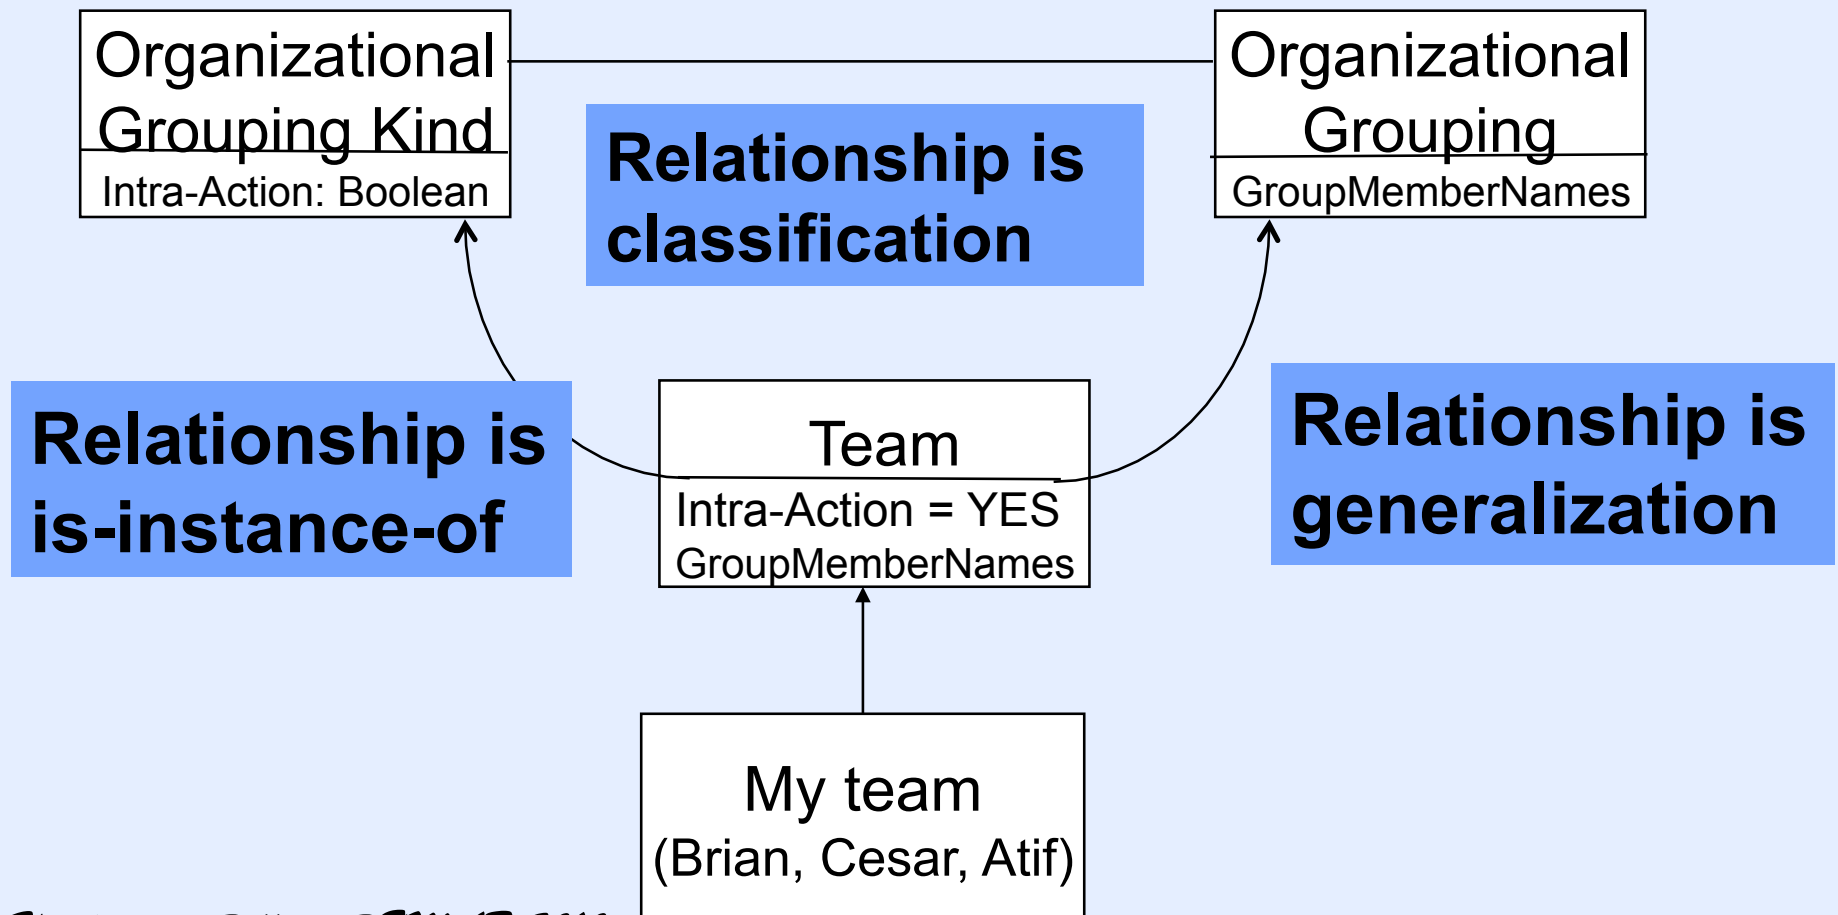 Organizational
Grouping Kind
Intra-Action: Boolean
Organizational
Grouping
GroupMemberNames
Relationship is
classification
Relationship is
is-instance-of
Team
Intra-Action = YES
GroupMemberNames
Relationship is
generalization
My team
(Brian, Cesar, Atif)